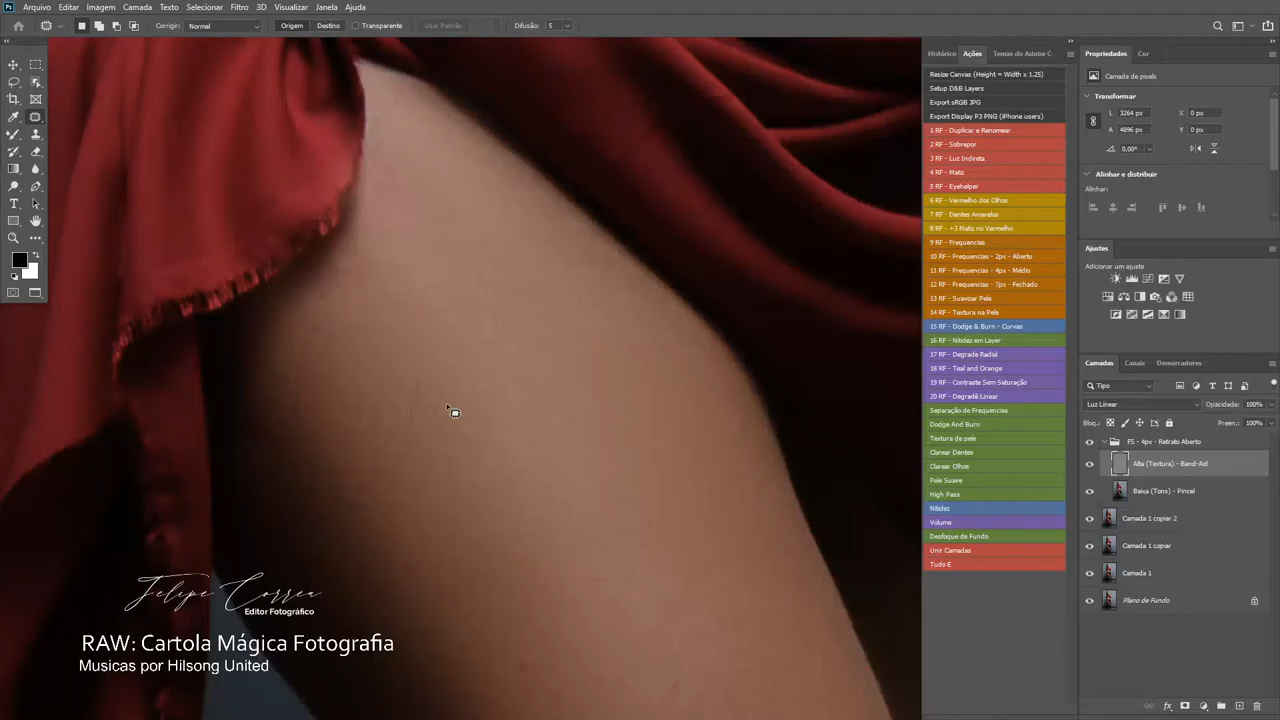 Ps Arquivo Editar Imagem Camada Texto Selecionar Filtro 3D Visualizar Janela Ajuda
Corrigir: Normal Origem Destino Transparente Usar Padrão Difusão: 5
Histórico Ações Temas do Adobe C
Resize Canvas (Height = Width x 1.25)
Setup D&B Layers
Export sRGB JPG
Export Display P3 PNG (iPhone users)
1 RF - Duplicar e Renomear
2 RF - Sobrepor
3 RF - Luz Indireta
4 RF - Matiz
5 RF - Eyehelper
6 RF - Vermelho dos Olhos
7 RF - Dentes Amarelos
8 RF - +3 Matiz no Vermelho
9 RF - Frequencias
10 RF - Frequencias - 2px - Aberto
11 RF - Frequencias - 4px - Médio
12 RF - Frequencias - 7px - Fechado
13 RF - Suavizar Pele
14 RF - Textura na Pele
15 RF - Dodge & Burn - Curvas
16 RF - Nitidez em Layer
17 RF - Degrade Radial
18 RF - Teal and Orange
19 RF - Contraste Sem Saturação
20 RF - Degradê Linear
Separação de Frequencies
Dodge And Burn
Textura de pele
Clarear Dentes
Clarear Olhos
Pele Suave
High Pass
Nitidez
Volume
Desfoque de Fundo
Unir Camadas
Tudo E
Propriedades Cor
Camada de pixels
Transformar
L 3264 px X 0 px
A 4896 px Y 0 px
0,00°
Alinhar e distribuir
Alinhar:
Ajustes
Adicionar um ajuste
Camadas Canais Demarcadores
Tipo
Luz Linear Opacidade: 100%
Bloq.: Preen.: 100%
FS - 4px - Retrato Aberto
Alta (Textura) - Band-Aid
Baixa (Tons) - Pincel
Camada 1 copiar 2
Camada 1 copiar
Camada 1
Plano de Fundo
Felipe Correa
Editor Fotográfico
RAW: Cartola Mágica Fotografia
Musicas por Hilsong United